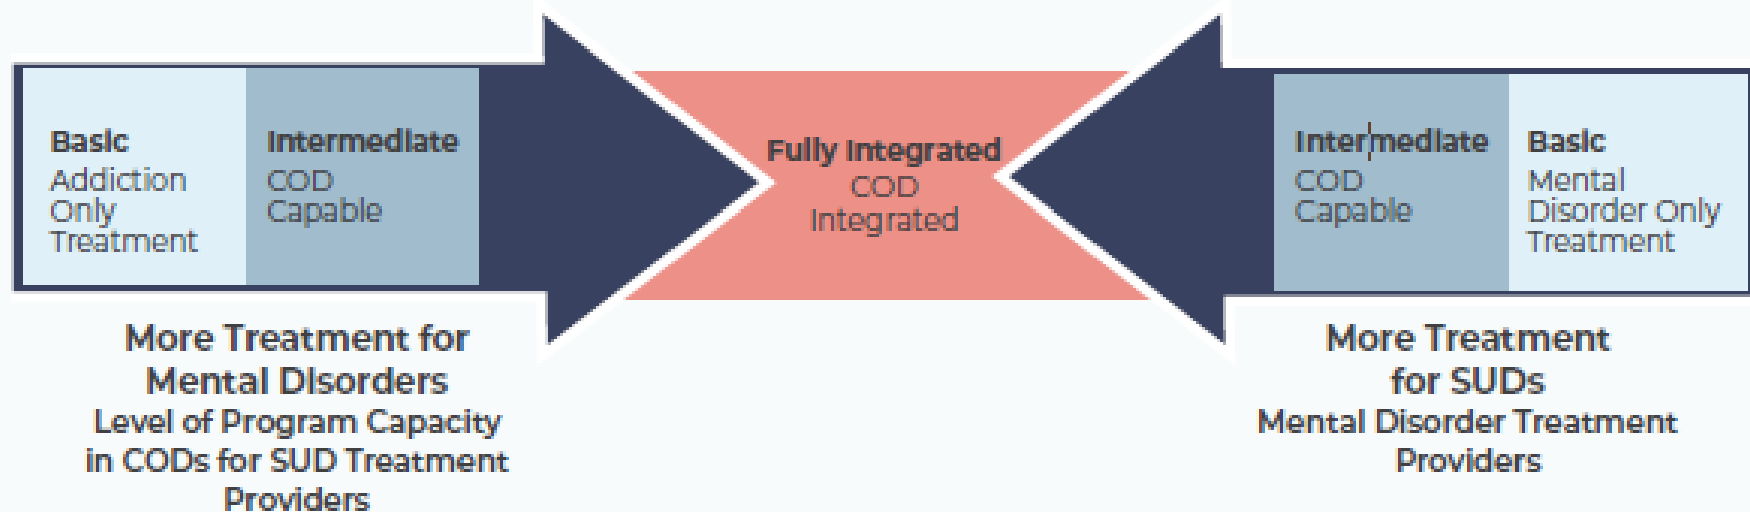 Basic
Addiction
Only
Treatment
Intermediate
COD
Capable
Fully Integrated
COD
Integrated
Intermediate
COD
Capable
Basic
Mental
Disorder Only
Treatment
More Treatment for
Mental Disorders
Level of Program Capacity
in CODs for SUD Treatment
Providers
More Treatment
for SUDs
Mental Disorder Treatment
Providers